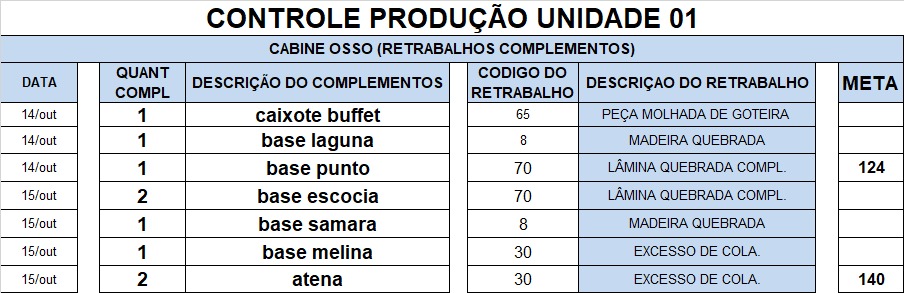 CONTROLE PRODUÇÃO UNIDADE 01
CABINE OSSO (RETRABALHOS COMPLEMENTOS)
DATA QUANT COMPL DESCRIÇÃO DO COMPLEMENTOS CODIGO DO RETRABALHO DESCRIÇAO DO RETRABALHO META
14/out 1 caixote buffet 65 PEÇA MOLHADA DE GOTEIRA
14/out 1 base laguna 8 MADEIRA QUEBRADA
14/out 1 base punto 70 LÂMINA QUEBRADA COMPL. 124
15/out 2 base escocia 70 LÂMINA QUEBRADA COMPL.
15/out 1 base samara 8 MADEIRA QUEBRADA
15/out 1 base melina 30 EXCESSO DE COLA.
15/out 2 atena 30 EXCESSO DE COLA. 140